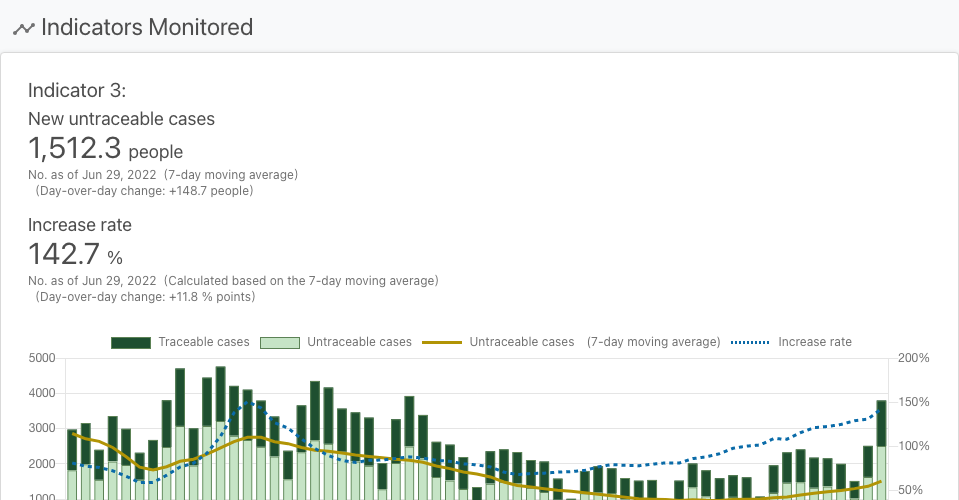 Indicators Monitored
Indicator 3:
New untraceable cases
1,512.3 people
No. as of Jun 29, 2022 (7-day moving average)
(Day-over-day change: +148.7 people)
Increase rate
142.7 %
No. as of Jun 29, 2022 (Calculated based on the 7-day moving average)
(Day-over-day change: +11.8 % points)
Traceable cases Untraceable cases Untraceable cases (7-day moving average) Increase rate
5000 200%
4000 150%
3000 100%
2000 50%
1000